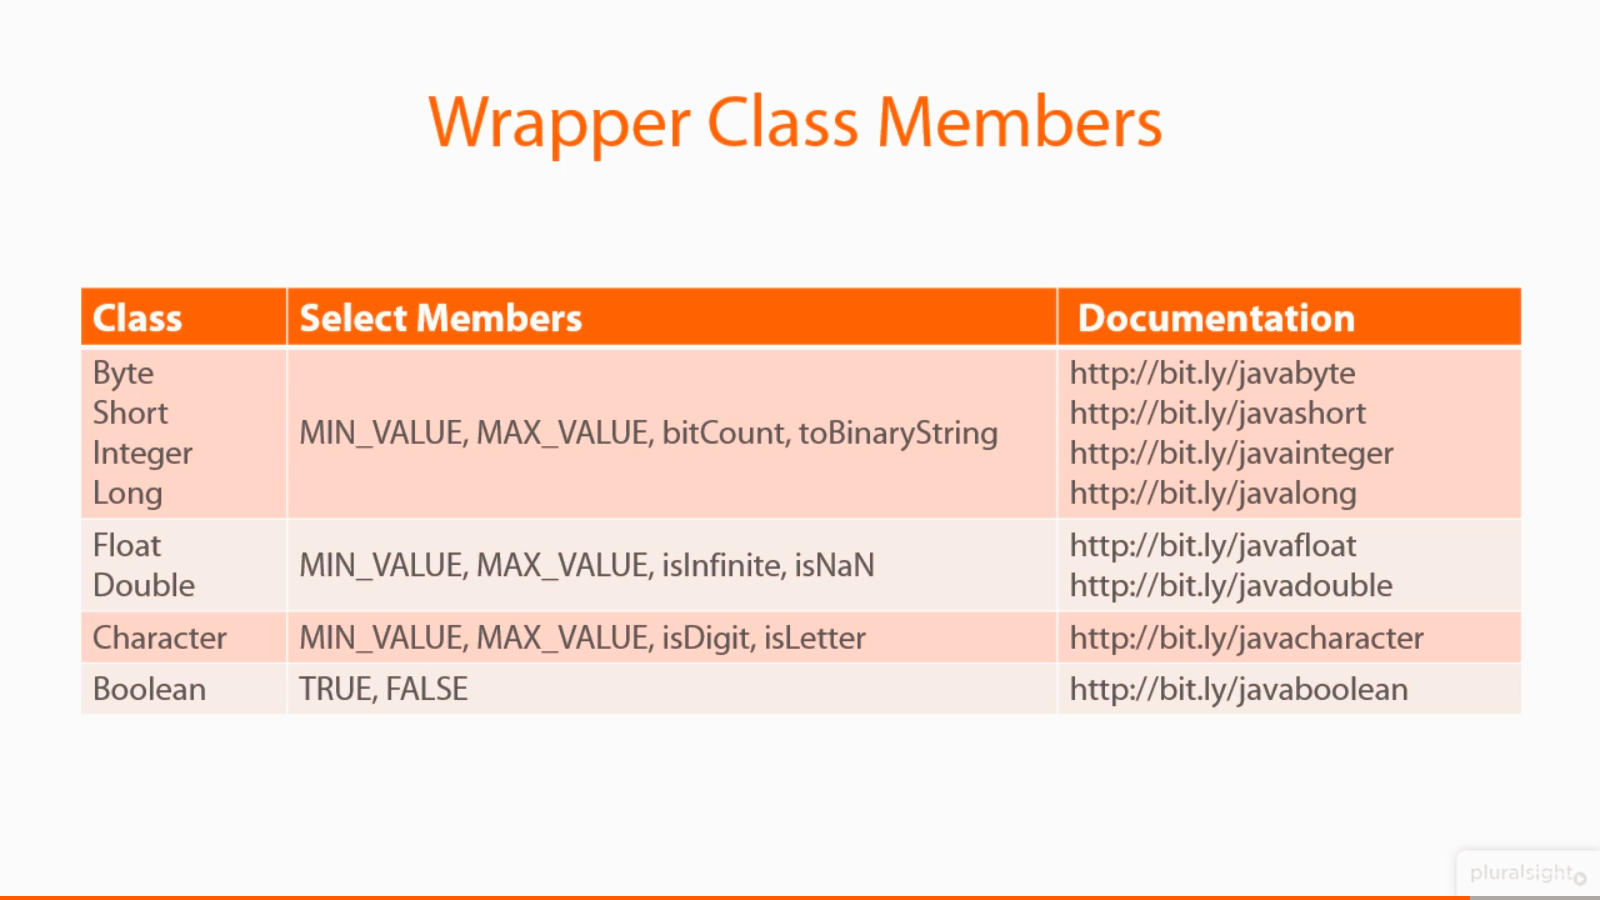 Wrapper Class Members
Class Select Members Documentation
Byte
Short
Integer
Long
MIN_VALUE, MAX_VALUE, bitCount, toBinaryString
http://bit.ly/javabyte
http://bit.ly/javashort
http://bit.ly/javainteger
http://bit.ly/javalong
Float
Double
MIN_VALUE, MAX_VALUE, isInfinite, isNaN
http://bit.ly/javafloat
http://bit.ly/javadouble
Character MIN_VALUE, MAX_VALUE, isDigit, isLetter http://bit.ly/javacharacter
Boolean TRUE, FALSE http://bit.ly/javaboolean
pluralsight